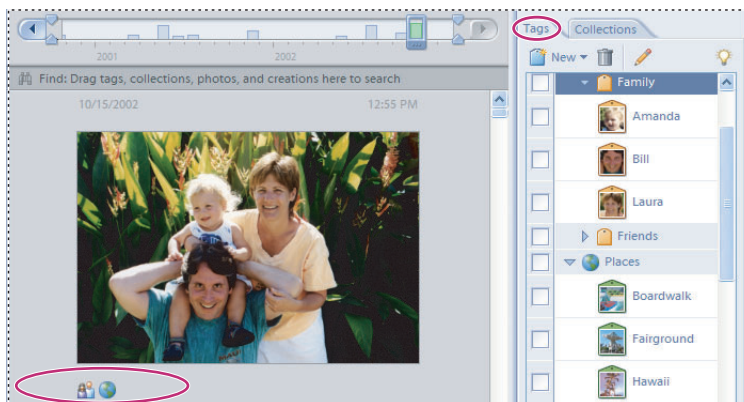 Tags
Collections
New
2001
2002
Find: Drag tags, collections, photos, and creations here to search
10/15/2002
12:55 PM
Family
Amanda
Bill
Laura
Friends
Places
Boardwalk
Fairground
Hawaii